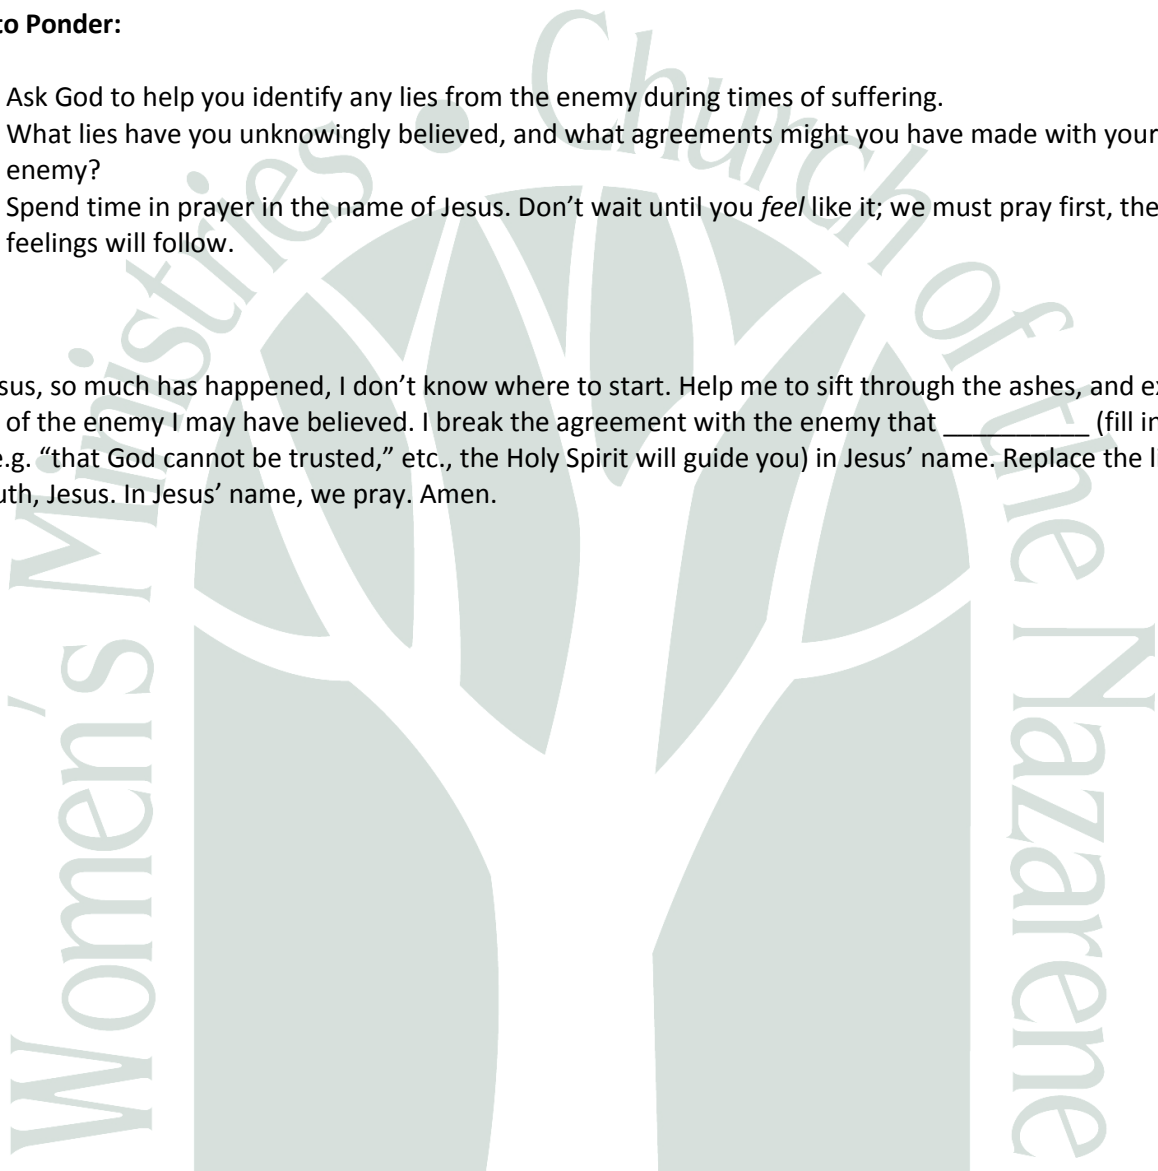 to Ponder:
Ask God to help you identify any lies from the enemy during times of suffering.
What lies have you unknowingly believed, and what agreements might you have made with your
enemy?
Spend time in prayer in the name of Jesus. Don’t wait until you feel like it; we must pray first, the
feelings will follow.
sus, so much has happened, I don’t know where to start. Help me to sift through the ashes, and
of the enemy I may have believed. I break the agreement with the enemy that __________ (fill in
e.g. “that God cannot be trusted,” etc., the Holy Spirit will guide you) in Jesus’ name. Replace the
uth, Jesus. In Jesus’ name, we pray. Amen.
Women's Ministries • Church of the Nazarene